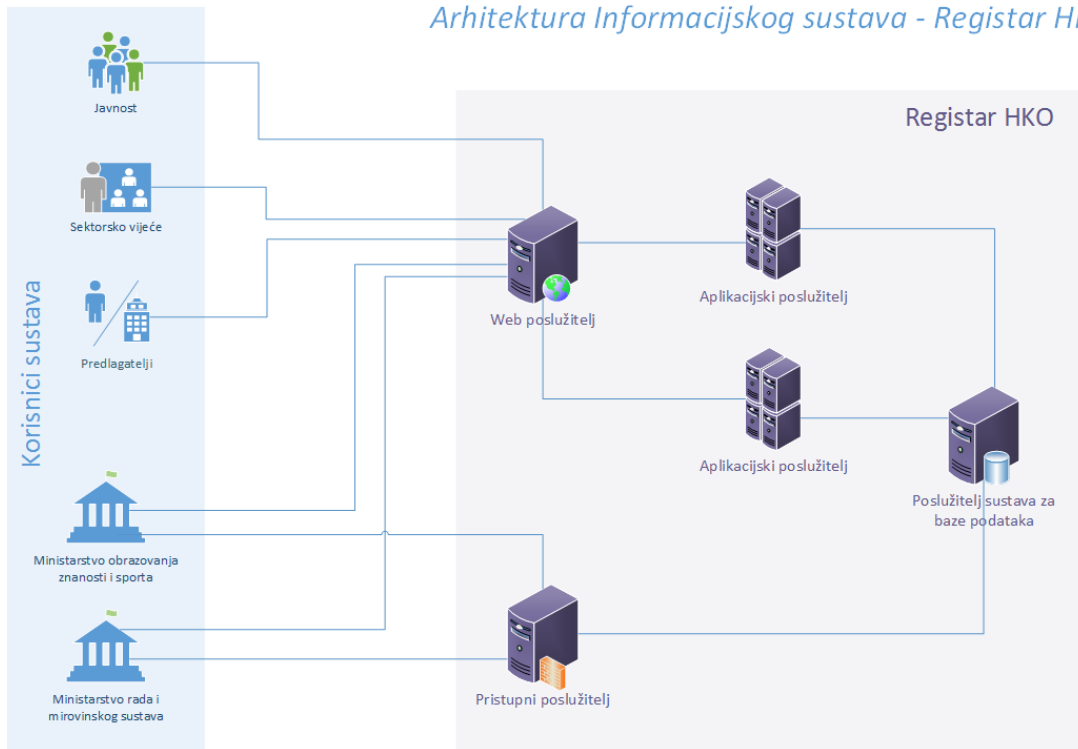 Arhitektura Informacijskog sustava - Registar
Javnost
Sektorsko vijeće
Predlagatelji
Korisnici sustava
Ministarstvo obrazovanja
znanosti i sporta
Ministarstvo rada i
mirovinskog sustava
Registar HKO
Web poslužitelj
Aplikacijski poslužitelj
Aplikacijski poslužitelj
Poslužitelj sustava za
baze podataka
Pristupni poslužitelj